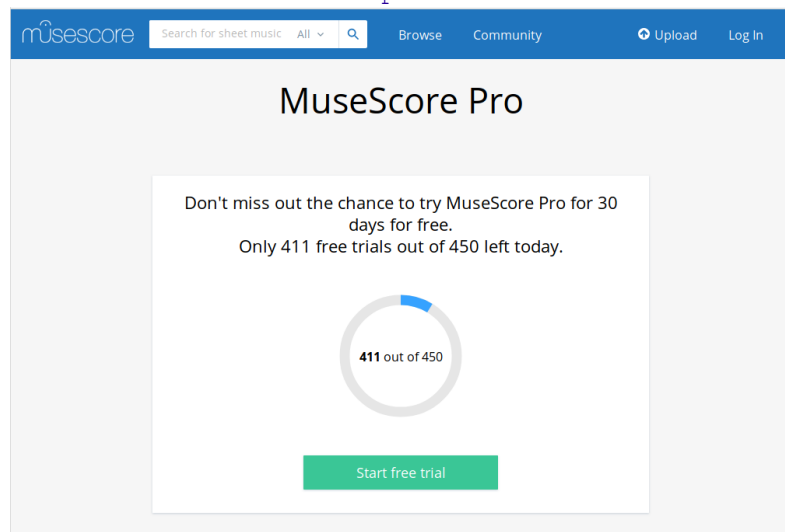 musescore Search for sheet music All Browse Community Upload Log In
MuseScore Pro
Don't miss out the chance to try MuseScore Pro for 30
days for free.
Only 411 free trials out of 450 left today.
411 out of 450
Start free trial